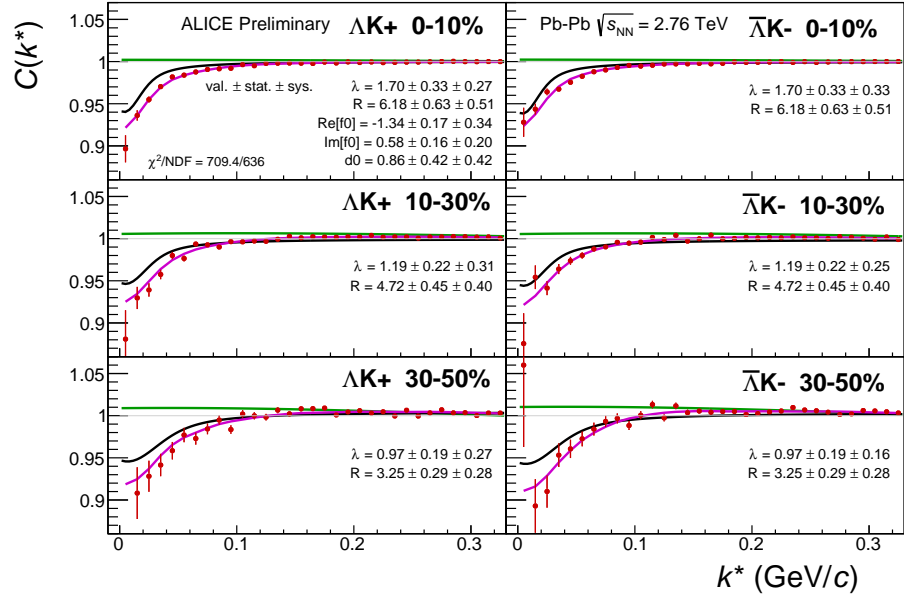 C(k*)
ALICE Preliminary
ΛK+ 0-10%
val. ± stat. ± sys.
λ = 1.70 ± 0.33 ± 0.27
R = 6.18 ± 0.63 ± 0.51
Re[f0] = -1.34 ± 0.17 ± 0.34
Im[f0] = 0.58 ± 0.16 ± 0.20
d0 = 0.86 ± 0.42 ± 0.42
χ²/NDF = 709.4/636
1.05
1
0.95
0.9
Pb-Pb √sNN = 2.76 TeV
Λ̅K- 0-10%
λ = 1.70 ± 0.33 ± 0.33
R = 6.18 ± 0.63 ± 0.51
ΛK+ 10-30%
λ = 1.19 ± 0.22 ± 0.31
R = 4.72 ± 0.45 ± 0.40
1.05
1
0.95
0.9
Λ̅K- 10-30%
λ = 1.19 ± 0.22 ± 0.25
R = 4.72 ± 0.45 ± 0.40
ΛK+ 30-50%
λ = 0.97 ± 0.19 ± 0.27
R = 3.25 ± 0.29 ± 0.28
1.05
1
0.95
0.9
Λ̅K- 30-50%
λ = 0.97 ± 0.19 ± 0.16
R = 3.25 ± 0.29 ± 0.28
0 0.1 0.2 0.3
0 0.1 0.2 0.3
k* (GeV/c)